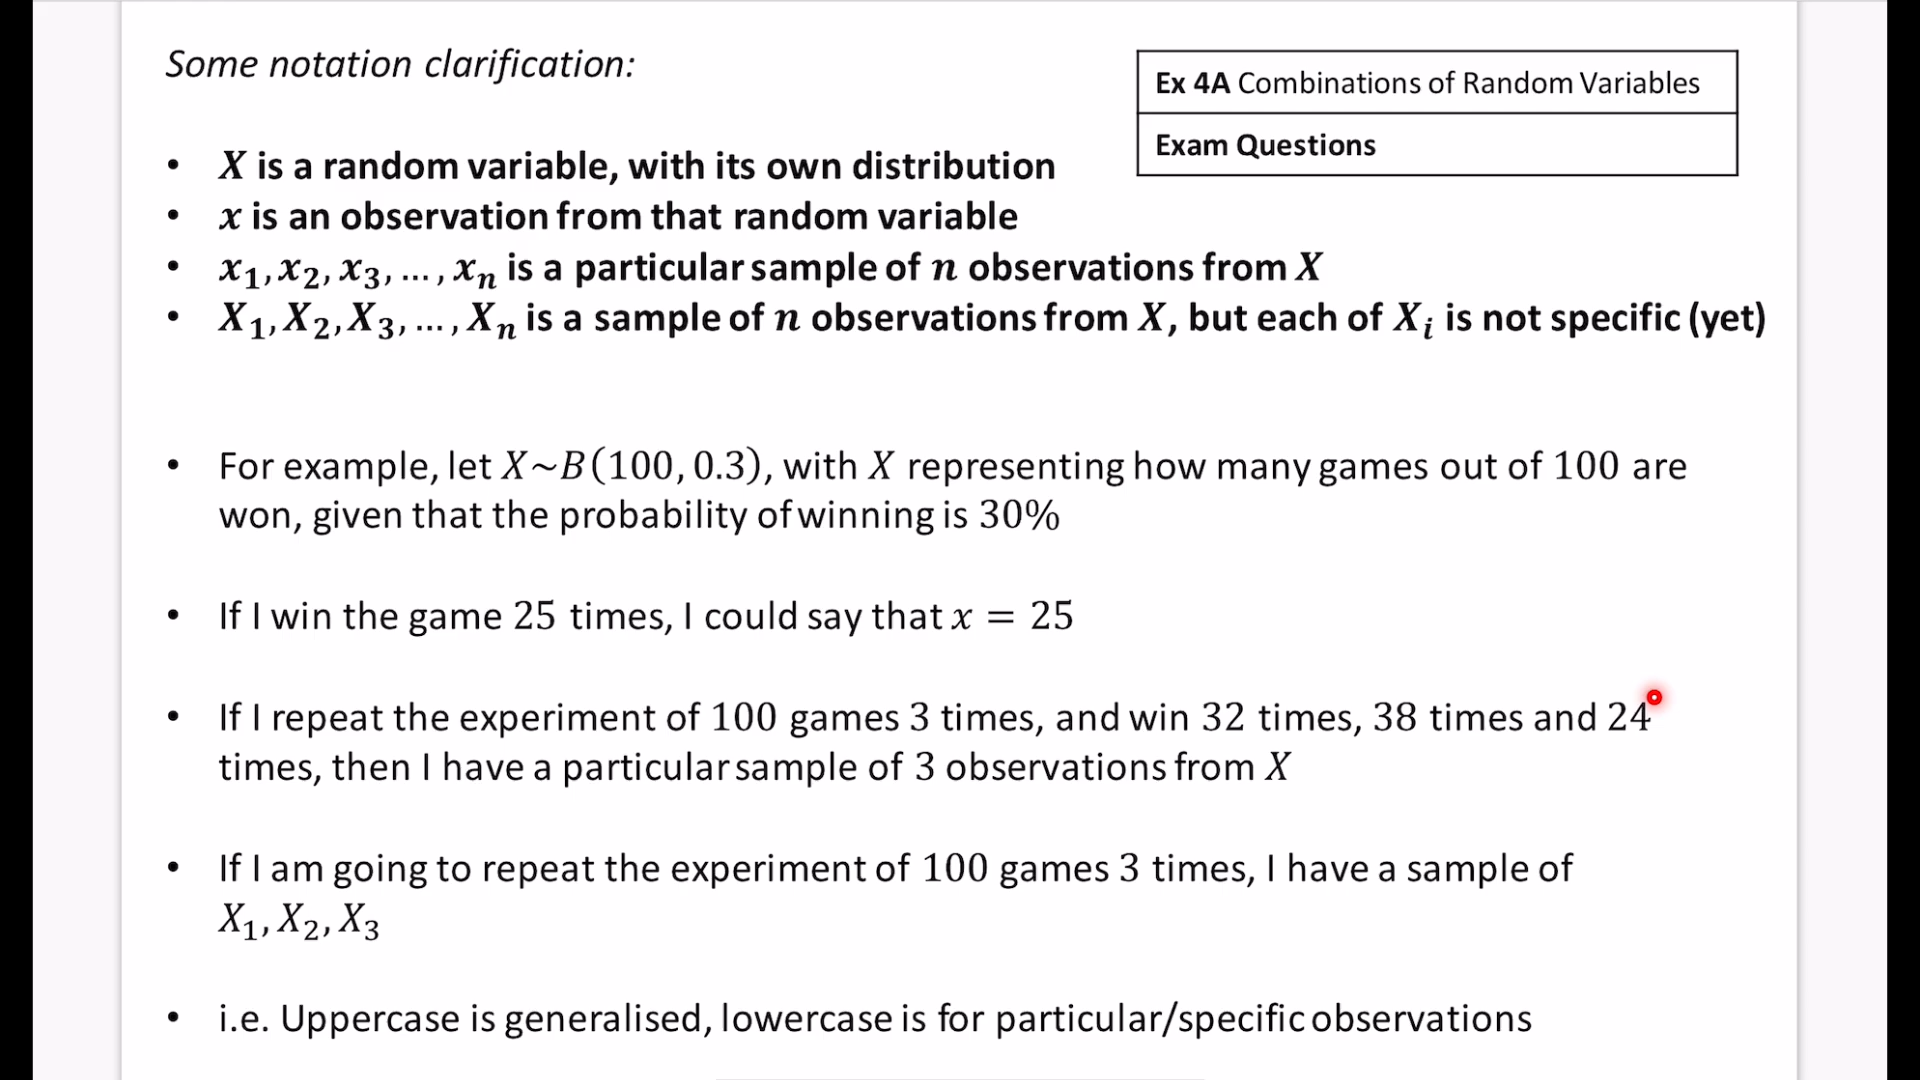 Some notation clarification:
Ex 4A Combinations of Random Variables
Exam Questions
• X is a random variable, with its own distribution
• x is an observation from that random variable
• x₁, x₂, x₃, … , xₙ is a particular sample of n observations from X
• X₁, X₂, X₃, … , Xₙ is a sample of n observations from X, but each of Xᵢ is not specific (yet)
• For example, let X~B(100, 0.3), with X representing how many games out of 100 are
won, given that the probability of winning is 30%
• If I win the game 25 times, I could say that x = 25
• If I repeat the experiment of 100 games 3 times, and win 32 times, 38 times and 24
times, then I have a particular sample of 3 observations from X
• If I am going to repeat the experiment of 100 games 3 times, I have a sample of
X₁, X₂, X₃
• i.e. Uppercase is generalised, lowercase is for particular/specific observations